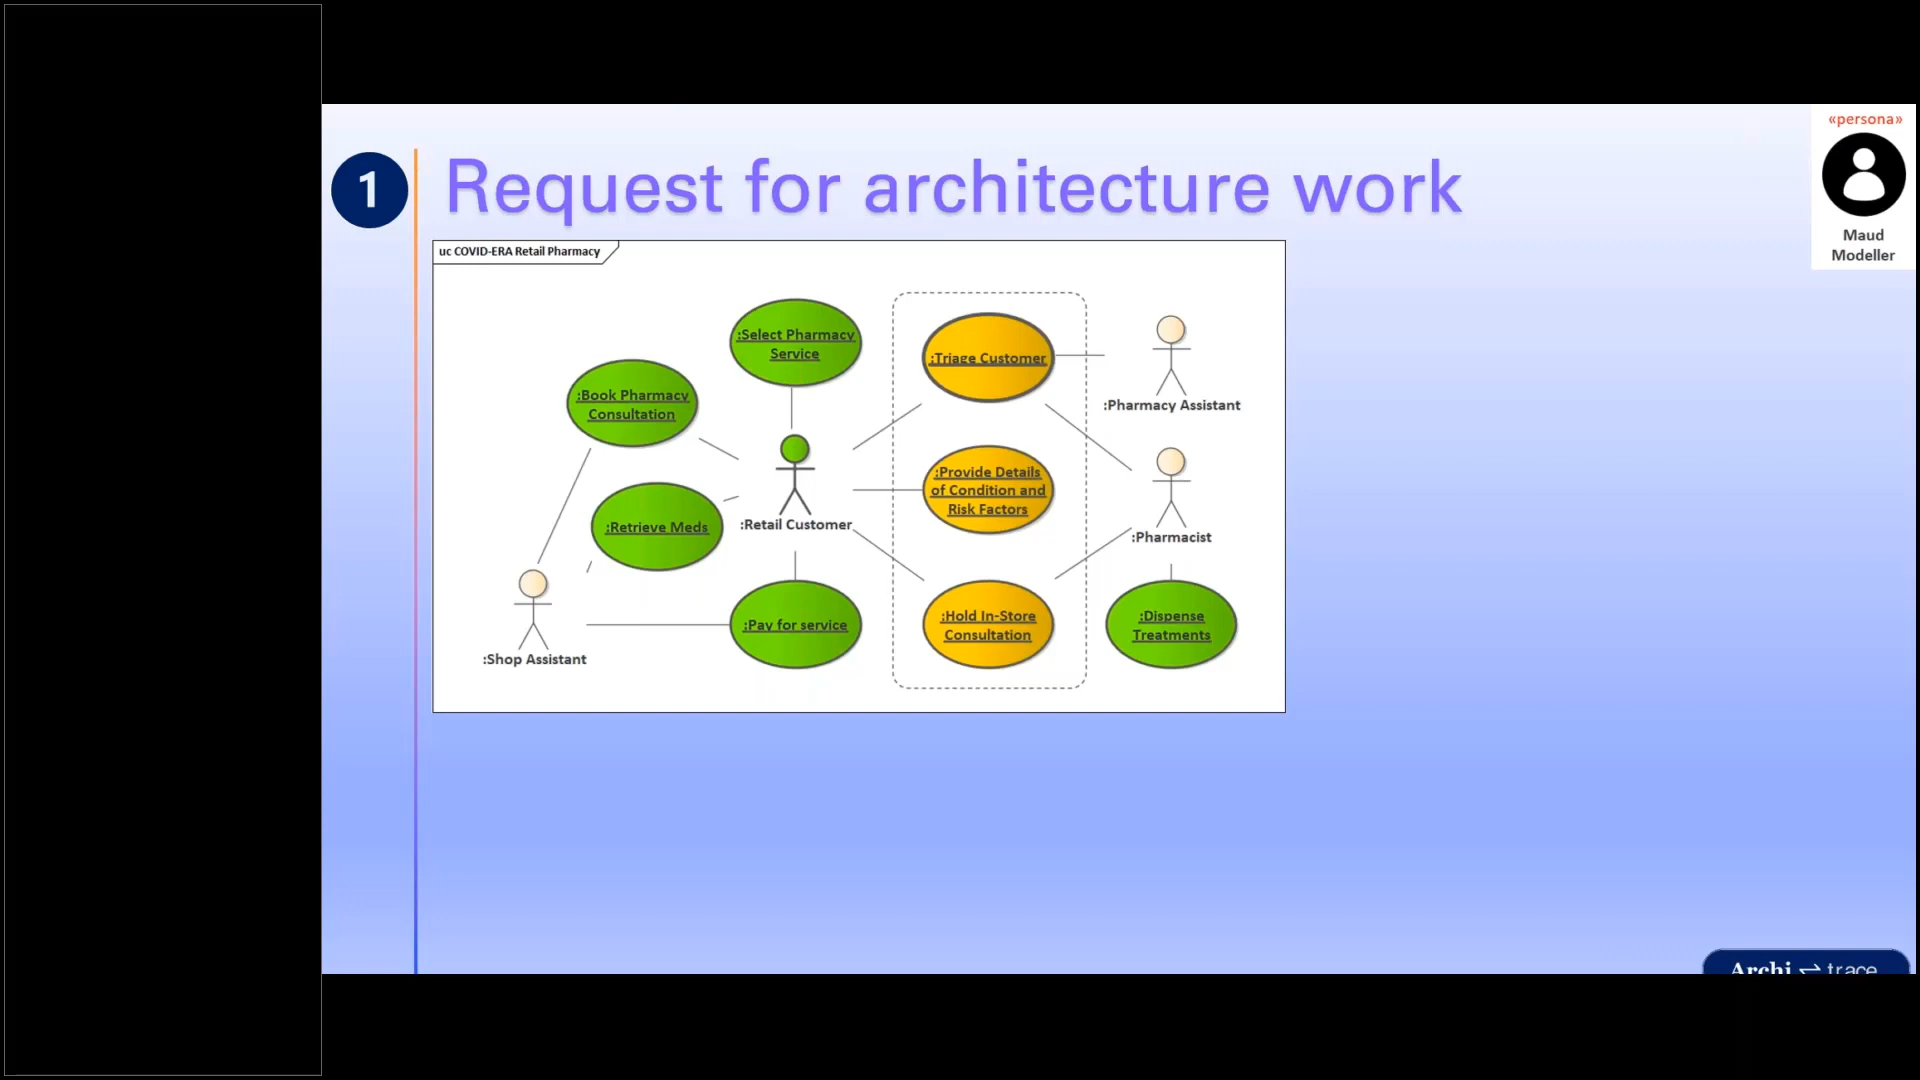 «persona»
1
Request for architecture work
Maud
Modeller
uc COVID-ERA Retail Pharmacy
:Select Pharmacy
Service
:Triage Customer
:Book Pharmacy
Consultation
:Pharmacy Assistant
:Provide Details
of Condition and
Risk Factors
:Retrieve Meds
:Retail Customer
:Pharmacist
:Pay for service
:Hold In-Store
Consultation
:Dispense
Treatments
:Shop Assistant
Archi ⇌ trace